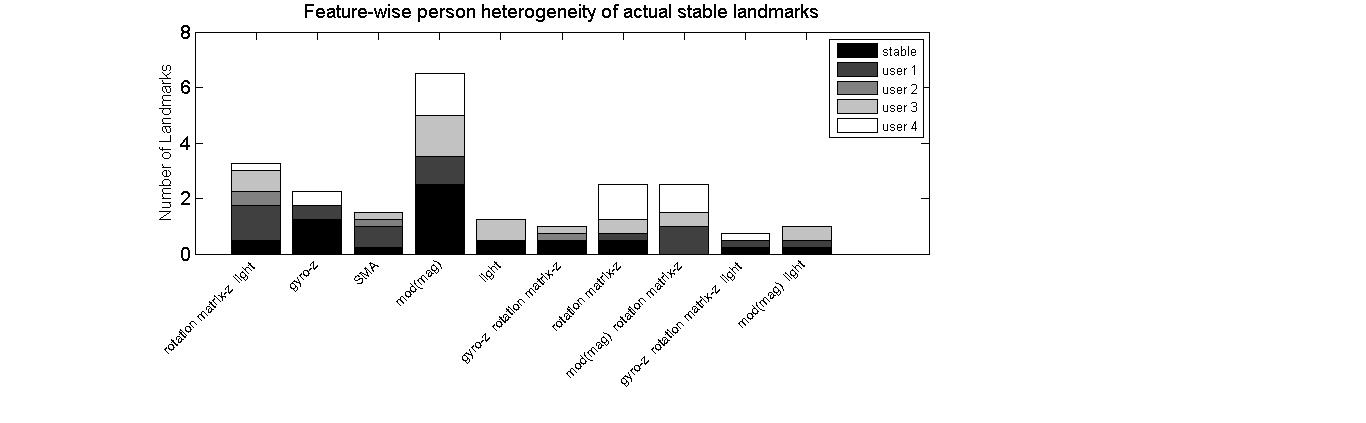 Feature-wise person heterogeneity of actual stable landmarks
8
6
4
2
0
Number of Landmarks
stable
user 1
user 2
user 3
user 4
rotation matrix-z light
gyro-z
SMA
mod(mag)
light
gyro-z rotation matrix-z
rotation matrix-z
mod(mag) rotation matrix-z
gyro-z rotation matrix-z light
mod(mag) light